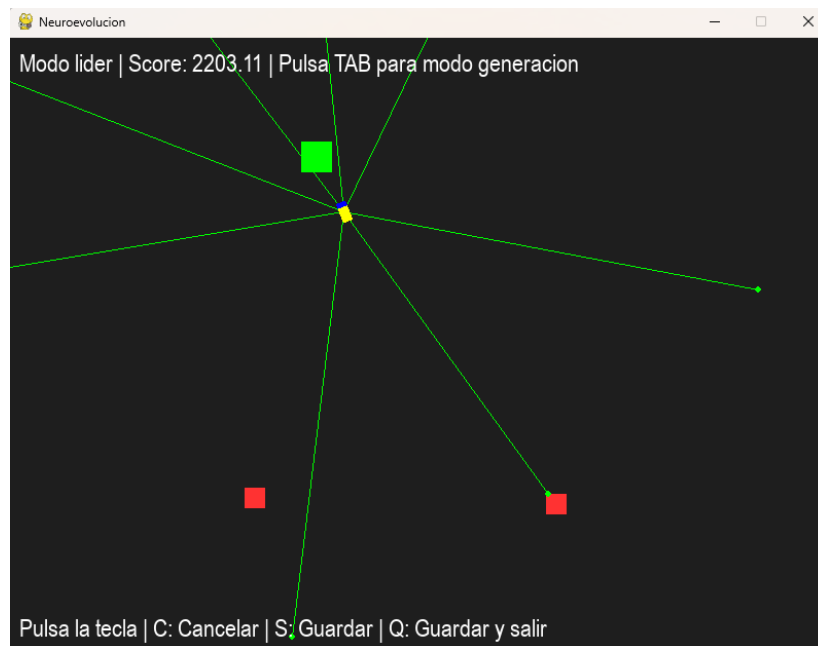 Neuroevolucion
Modo lider | Score: 2203.11 | Pulsa TAB para modo generacion
Pulsa la tecla | C: Cancelar | S: Guardar | Q: Guardar y salir